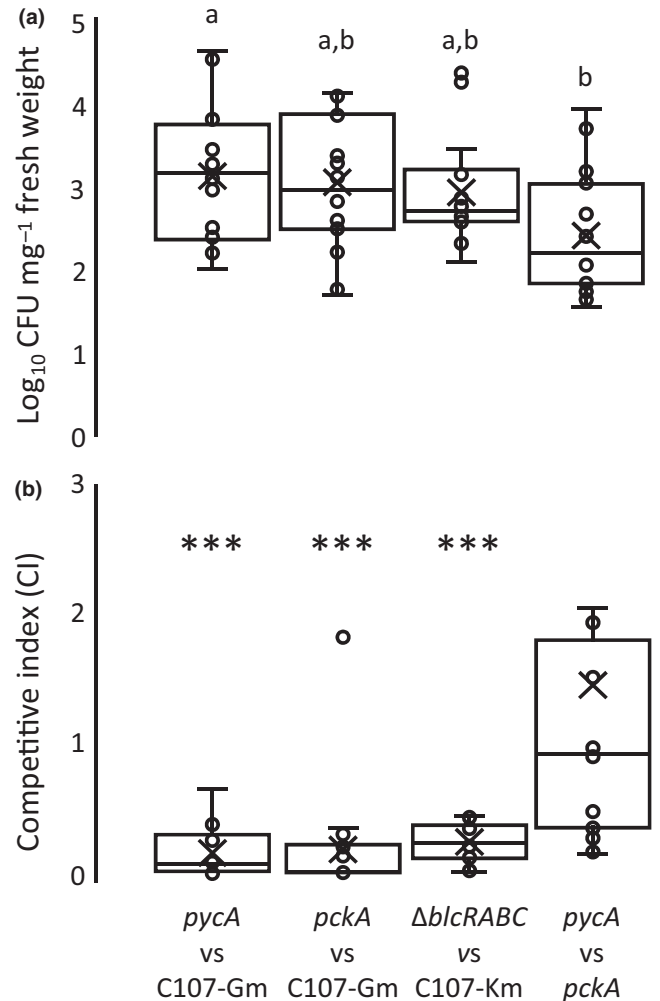 (a)
Log₁₀ CFU mg⁻¹ fresh weight
5
4
3
2
1
0
a
a,b
a,b
b
(b)
Competitive index (CI)
3
2
1
0
***
***
***
pycA
vs
C107-Gm
pckA
vs
C107-Gm
ΔblcRABC
vs
C107-Km
pycA
vs
pckA